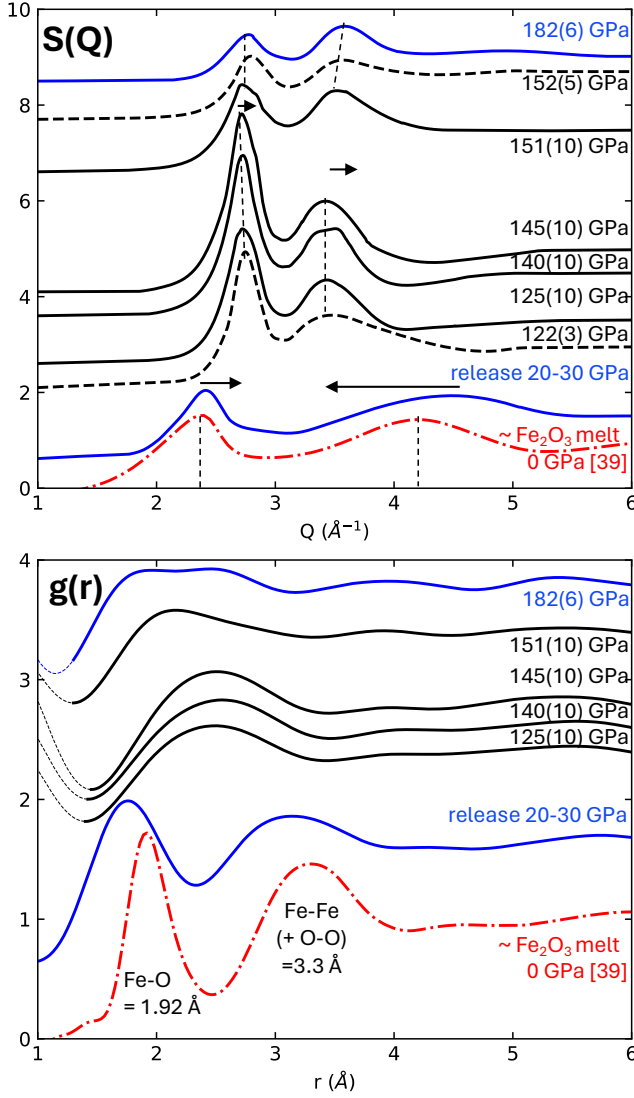 10
S(Q)
182(6) GPa
8
152(5) GPa
151(10) GPa
6
145(10) GPa
140(10) GPa
4
125(10) GPa
122(3) GPa
release 20-30 GPa
2
~ Fe₂O₃ melt
0 GPa [39]
0
1 2 3 4 5 6
Q (Å⁻¹)
4
g(r)
182(6) GPa
151(10) GPa
3
145(10) GPa
140(10) GPa
125(10) GPa
2
release 20-30 GPa
1
Fe-Fe
(+ O-O)
=3.3 Å
~ Fe₂O₃ melt
0 GPa [39]
Fe-O
= 1.92 Å
0
1 2 3 4 5 6
r (Å)